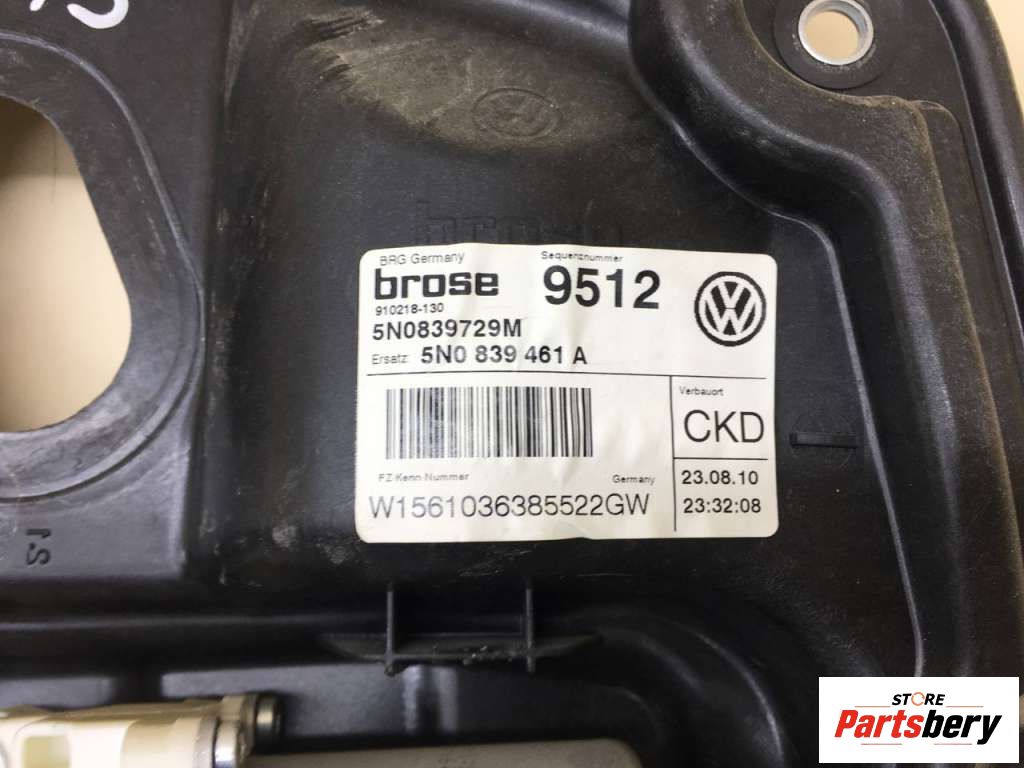 brose
BRG Germany
Sequenznummer
brose
9512
910218-130
5N0839729M
Ersatz: 5N0 839 461 A
Verbauort
CKD
FZ-Kenn-Nummer
Germany
23.08.10
W1561036385522GW
23:32:08
STORE
Partsbery